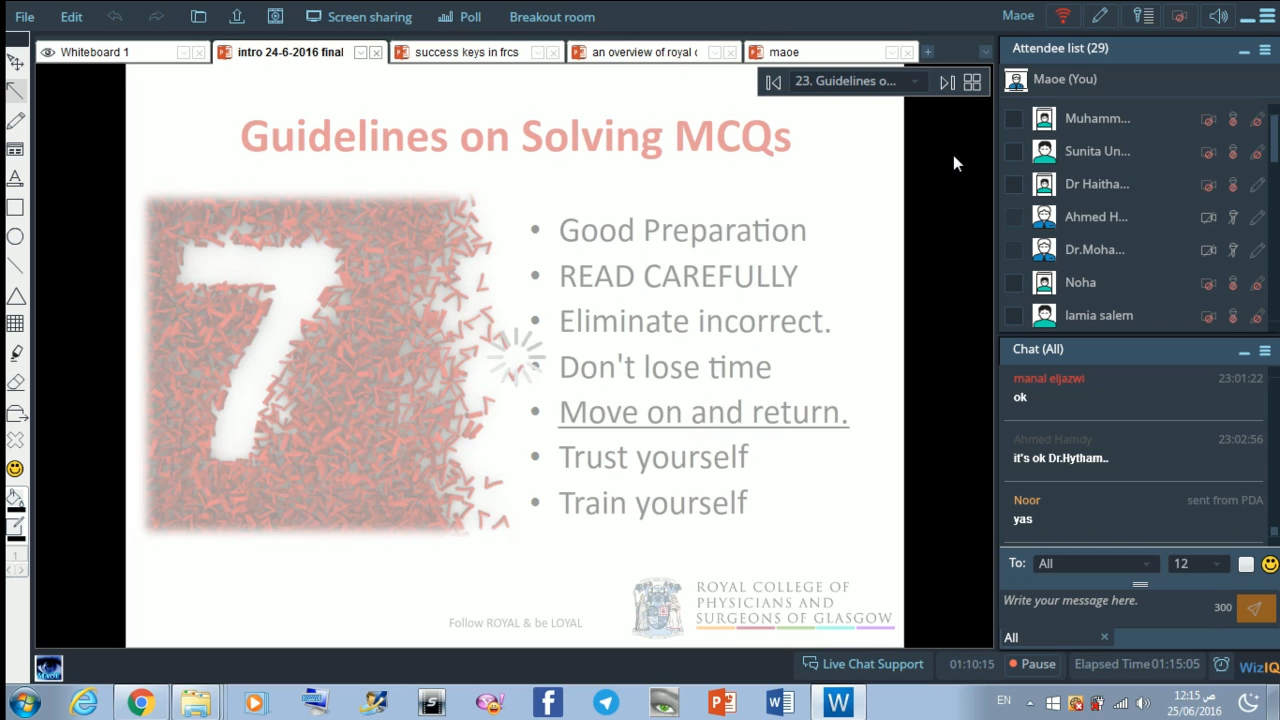 File Edit Screen sharing Poll Breakout room Maoe
Whiteboard 1 intro 24-6-2016 final success keys in frcs an overview of royal c maoe
Attendee list (29)
23. Guidelines o...
Maoe (You)
Muhamm...
Sunita Un...
Dr Haitha...
Ahmed H...
Dr.Moha...
Noha
lamia salem
Guidelines on Solving MCQs
• Good Preparation
• READ CAREFULLY
• Eliminate incorrect.
• Don't lose time
• Move on and return.
• Trust yourself
• Train yourself
ROYAL COLLEGE OF
PHYSICIANS AND
SURGEONS OF GLASGOW
Follow ROYAL & be LOYAL
Chat (All)
manal eljazwi 23:01:22
ok
Ahmed Hamdy 23:02:56
it's ok Dr.Hytham..
Noor sent from PDA
yas
To: All 12
Write your message here. 300
All
Live Chat Support 01:10:15 Pause Elapsed Time 01:15:05 WizIQ
1
EN 12:15 ص
25/06/2016